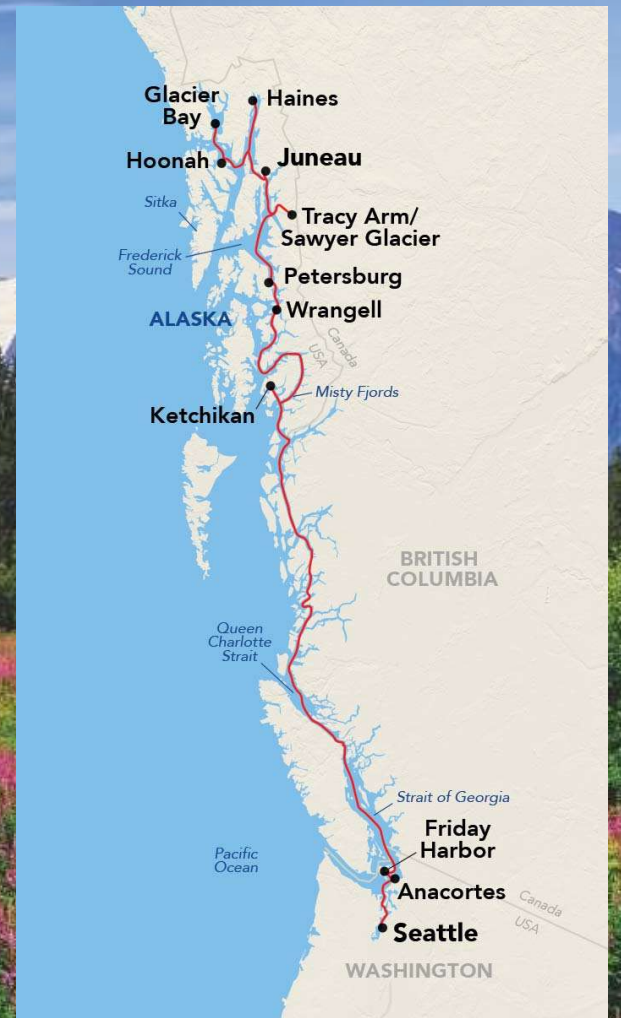 Glacier
Bay
Haines
Hoonah
Juneau
Sitka
Tracy Arm/
Sawyer Glacier
Frederick
Sound
Petersburg
ALASKA
Wrangell
Canada
USA
Misty Fjords
Ketchikan
BRITISH
COLUMBIA
Queen
Charlotte
Strait
Strait of Georgia
Friday
Harbor
Pacific
Ocean
Anacortes
Canada
USA
Seattle
WASHINGTON